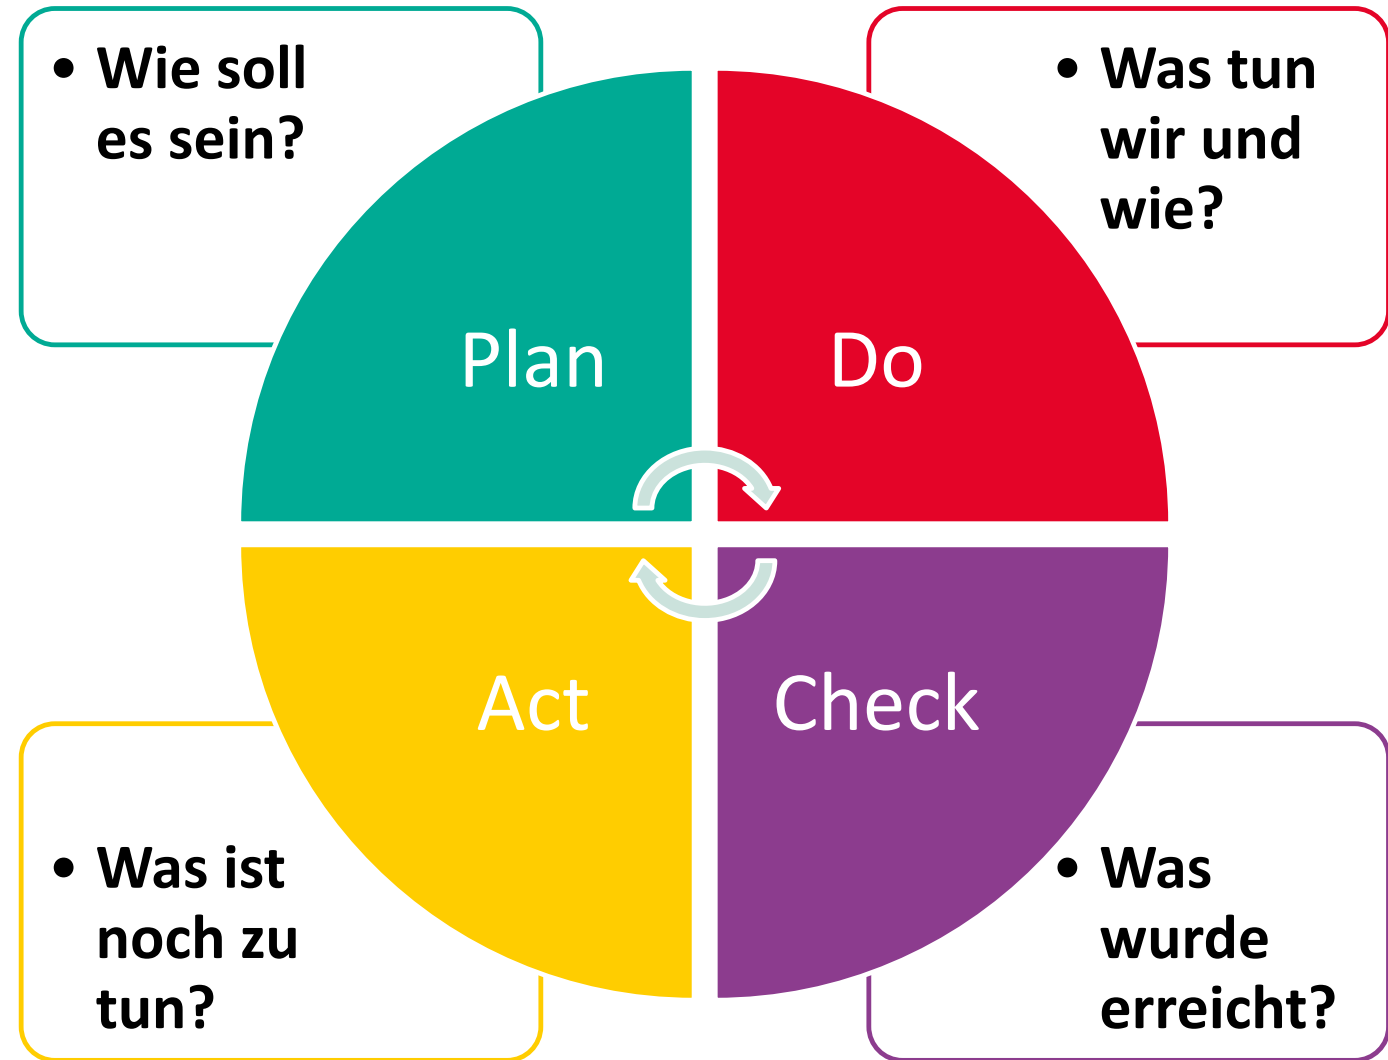 • Wie soll
es sein?
• Was tun
wir und
wie?
Plan
Do
Act
Check
• Was ist
noch zu
tun?
• Was
wurde
erreicht?